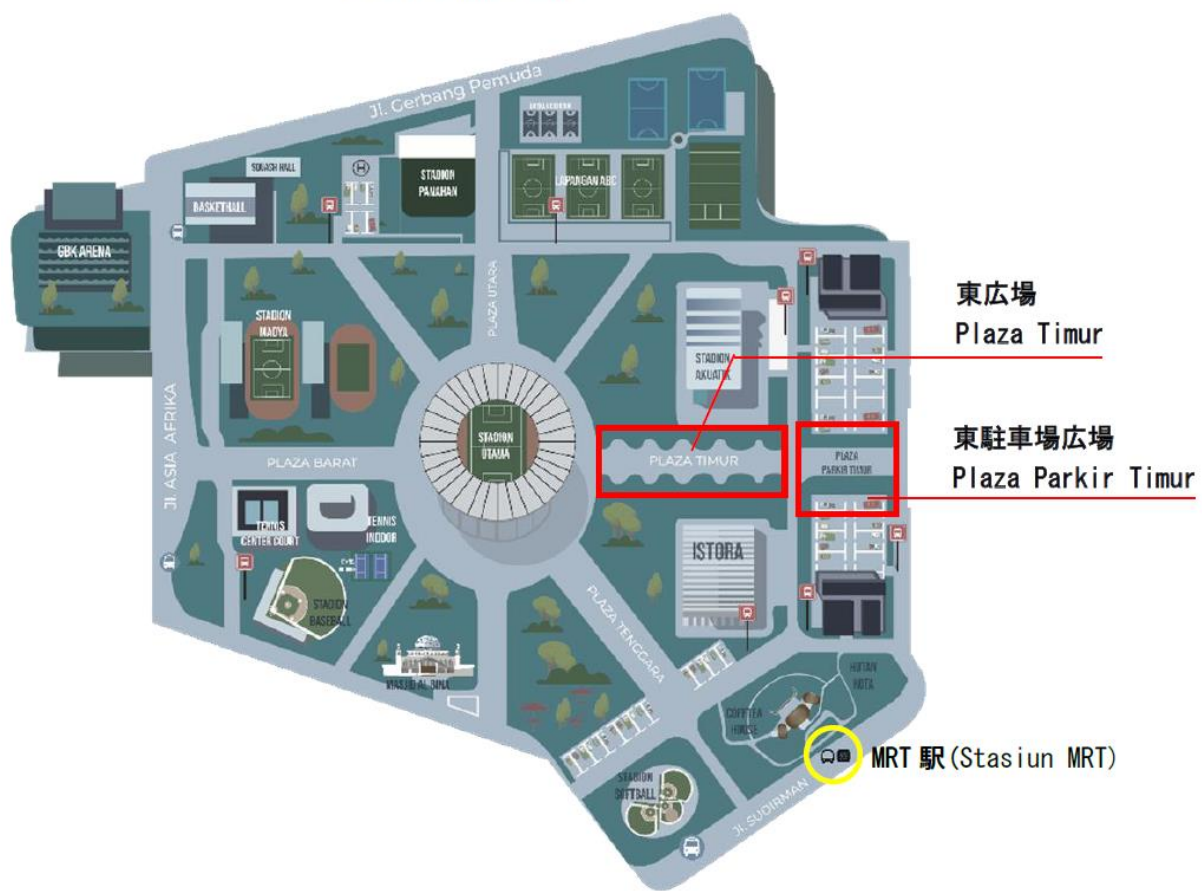 Jl. Gerbang Pemuda
SQUASH HALL
BASKETHALL
STADION
PANAHAN
LAPANGAN ABC
GBK ARENA
PLAZA UTARA
STADION
MADYA
STADION
AKUATIK
東広場
Plaza Timur
Jl. ASIA AFRIKA
STADION
UTAMA
PLAZA BARAT
PLAZA TIMUR
PLAZA
PARKIR TIMUR
東駐車場広場
Plaza Parkir Timur
TENNIS
CENTER COURT
TENNIS
INDOOR
ISTORA
STADION
BASEBALL
PLAZA TENGGARA
MASJID AL BINA
HUTAN
KOTA
COFFTEA
HOUSE
MRT 駅(Stasiun MRT)
STADION
SOFTBALL
Jl. SUDIRMAN